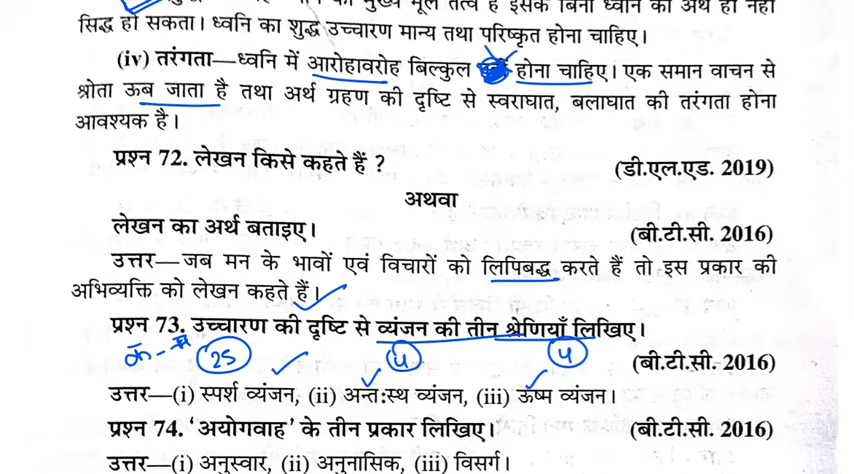 सिद्ध हो सकता। ध्वनि का शुद्ध उच्चारण मान्य तथा परिष्कृत होना चाहिए।
(iv) तरंगता—ध्वनि में आरोहावरोह बिल्कुल होना चाहिए। एक समान वाचन से
श्रोता ऊब जाता है तथा अर्थ ग्रहण की दृष्टि से स्वराघात, बलाघात की तरंगता होना
आवश्यक है।
प्रश्न 72. लेखन किसे कहते हैं ? (डी.एल.एड. 2019)
अथवा
लेखन का अर्थ बताइए। (बी.टी.सी. 2016)
उत्तर—जब मन के भावों एवं विचारों को लिपिबद्ध करते हैं तो इस प्रकार की
अभिव्यक्ति को लेखन कहते हैं।
प्रश्न 73. उच्चारण की दृष्टि से व्यंजन की तीन श्रेणियाँ लिखिए।
25 4 4
(बी.टी.सी. 2016)
उत्तर—(i) स्पर्श व्यंजन, (ii) अन्त:स्थ व्यंजन, (iii) ऊष्म व्यंजन।
प्रश्न 74. 'अयोगवाह' के तीन प्रकार लिखिए। (बी.टी.सी. 2016)
उत्तर—(i) अनुस्वार, (ii) अनुनासिक, (iii) विसर्ग।